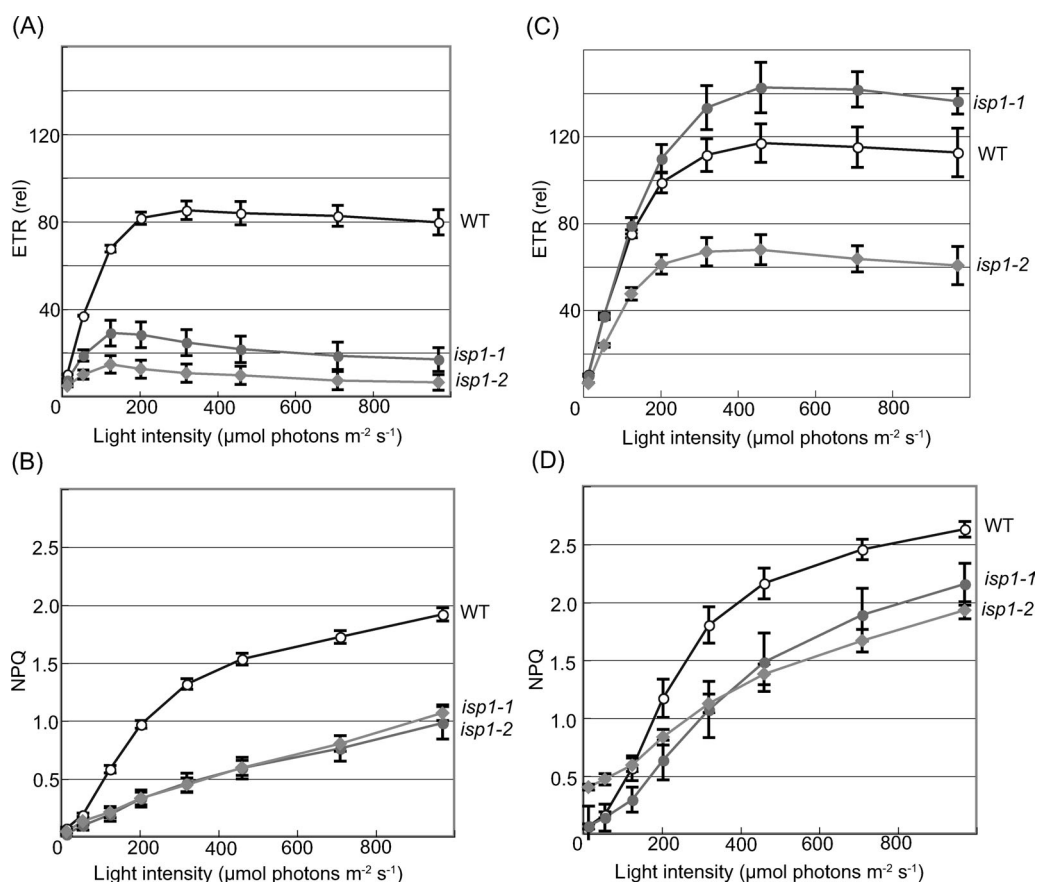 (A)
120
80
40
0
ETR (rel)
WT
isp1-1
isp1-2
200 400 600 800
Light intensity (µmol photons m⁻² s⁻¹)
(C)
120
80
40
0
ETR (rel)
isp1-1
WT
isp1-2
200 400 600 800
Light intensity (µmol photons m⁻² s⁻¹)
(B)
2.5
2.0
1.5
1.0
0.5
0
NPQ
WT
isp1-1
isp1-2
200 400 600 800
Light intensity (µmol photons m⁻² s⁻¹)
(D)
2.5
2.0
1.5
1.0
0.5
0
NPQ
WT
isp1-1
isp1-2
200 400 600 800
Light intensity (µmol photons m⁻² s⁻¹)